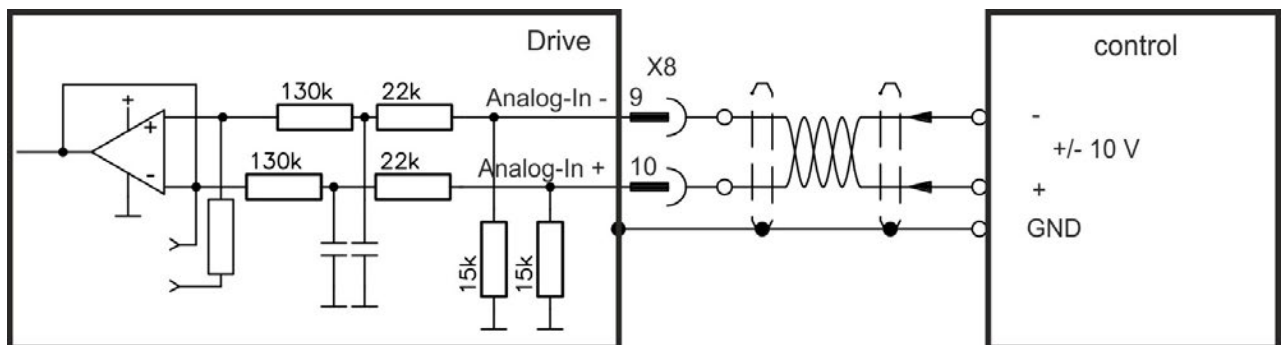 Drive
control
X8
130k
22k
Analog-In -
9
-
+/- 10 V
130k
22k
Analog-In +
10
+
GND
15k
15k
+
+
-